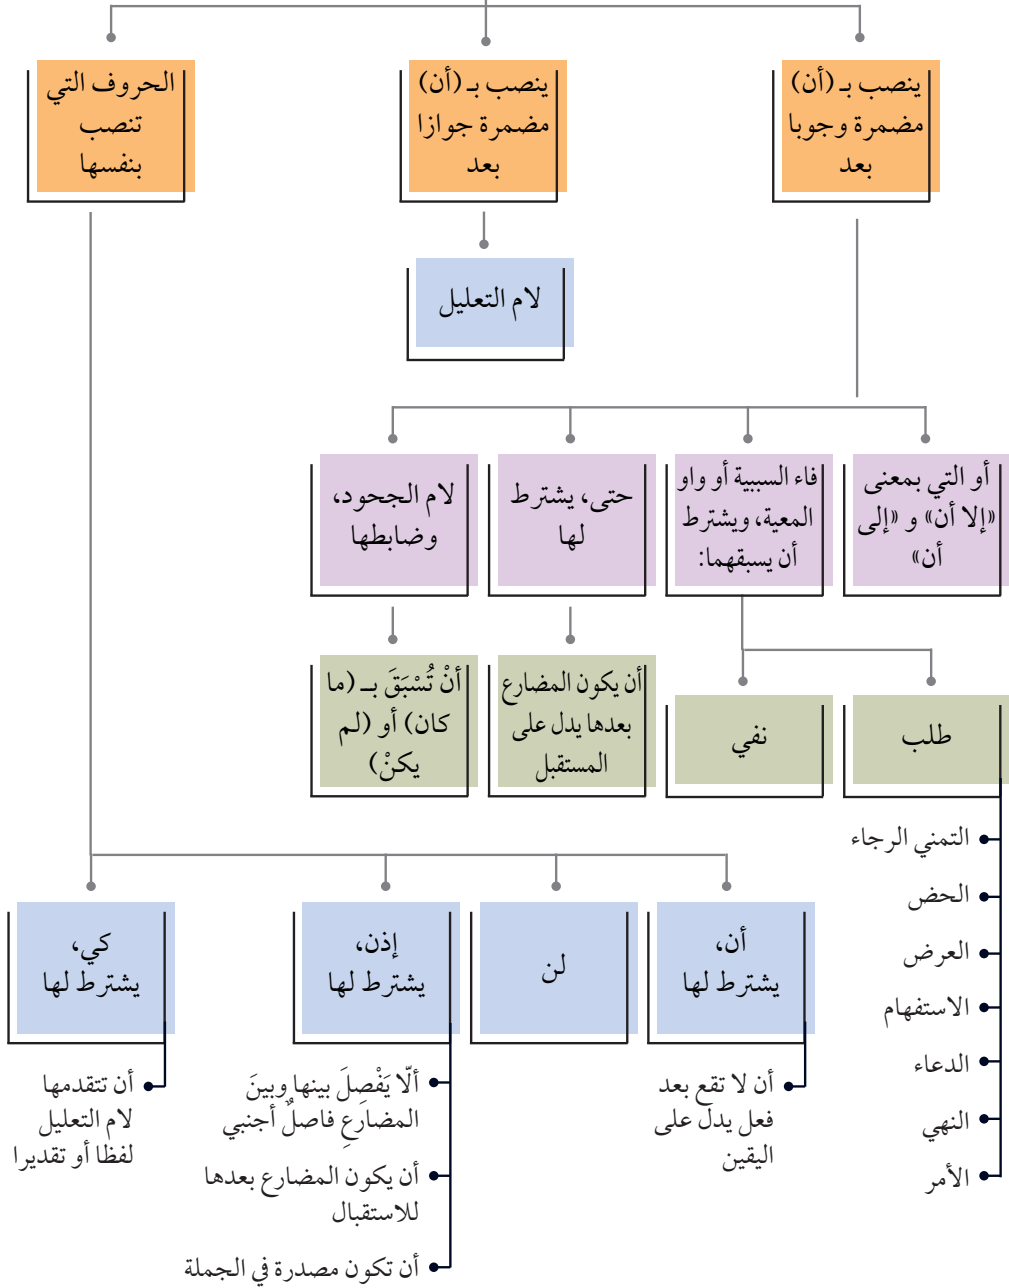 ينصب بـ (أن)
مضمرة وجوبا
بعد
ينصب بـ (أن)
مضمرة جوازا
بعد
الحروف التي
تنصب
بنفسها
لام التعليل
أو التي بمعنى
«إلا أن» و «إلى
أن»
فاء السببية أو واو
المعية، ويشترط
أن يسبقهما:
حتى، يشترط
لها
لام الجحود،
وضابطها
طلب
نفي
أن يكون المضارع
بعدها يدل على
المستقبل
أنْ تُسْبَقَ بــ (ما
كان) أو (لم
يكنْ)
التمني الرجاء
الحض
العرض
الاستفهام
الدعاء
النهي
الأمر
أن،
يشترط لها
لن
إذن،
يشترط لها
كي،
يشترط لها
أن لا تقع بعد
فعل يدل على
اليقين
ألّا يَفْصِلَ بينها وبينَ
المضارعِ فاصلٌ أجنبي
أن يكون المضارع بعدها
للاستقبال
أن تكون مصدرة في الجملة
أن تتقدمها
لام التعليل
لفظا أو تقديرا